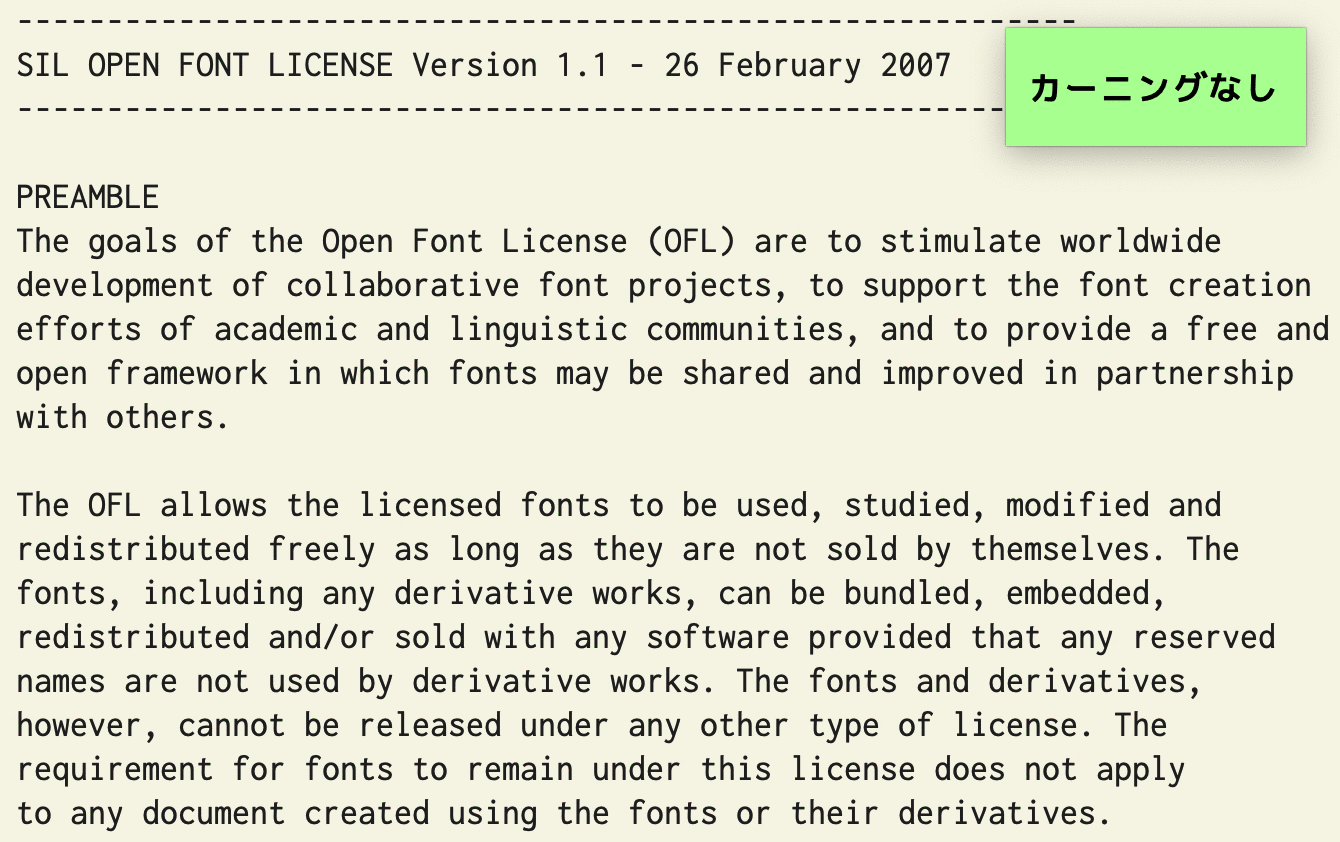 -----------------------------------------------------------
SIL OPEN FONT LICENSE Version 1.1 - 26 February 2007
-------------------------------------------------------
カーニングなし
PREAMBLE
The goals of the Open Font License (OFL) are to stimulate worldwide
development of collaborative font projects, to support the font creation
efforts of academic and linguistic communities, and to provide a free and
open framework in which fonts may be shared and improved in partnership
with others.

The OFL allows the licensed fonts to be used, studied, modified and
redistributed freely as long as they are not sold by themselves. The
fonts, including any derivative works, can be bundled, embedded,
redistributed and/or sold with any software provided that any reserved
names are not used by derivative works. The fonts and derivatives,
however, cannot be released under any other type of license. The
requirement for fonts to remain under this license does not apply
to any document created using the fonts or their derivatives.